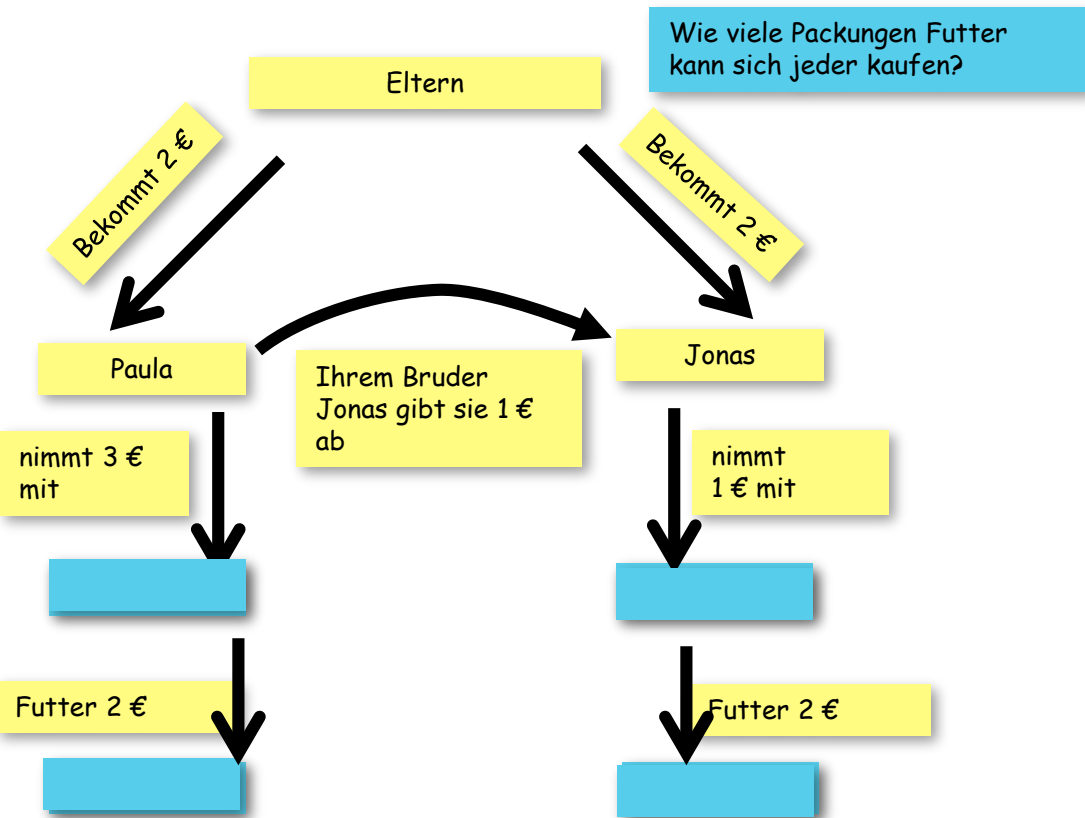 Wie viele Packungen Futter
kann sich jeder kaufen?
Eltern
Bekommt 2 €
Bekommt 2 €
Paula
Ihrem Bruder
Jonas gibt sie 1 €
ab
Jonas
nimmt 3 €
mit
nimmt
1 € mit
Futter 2 €
Futter 2 €